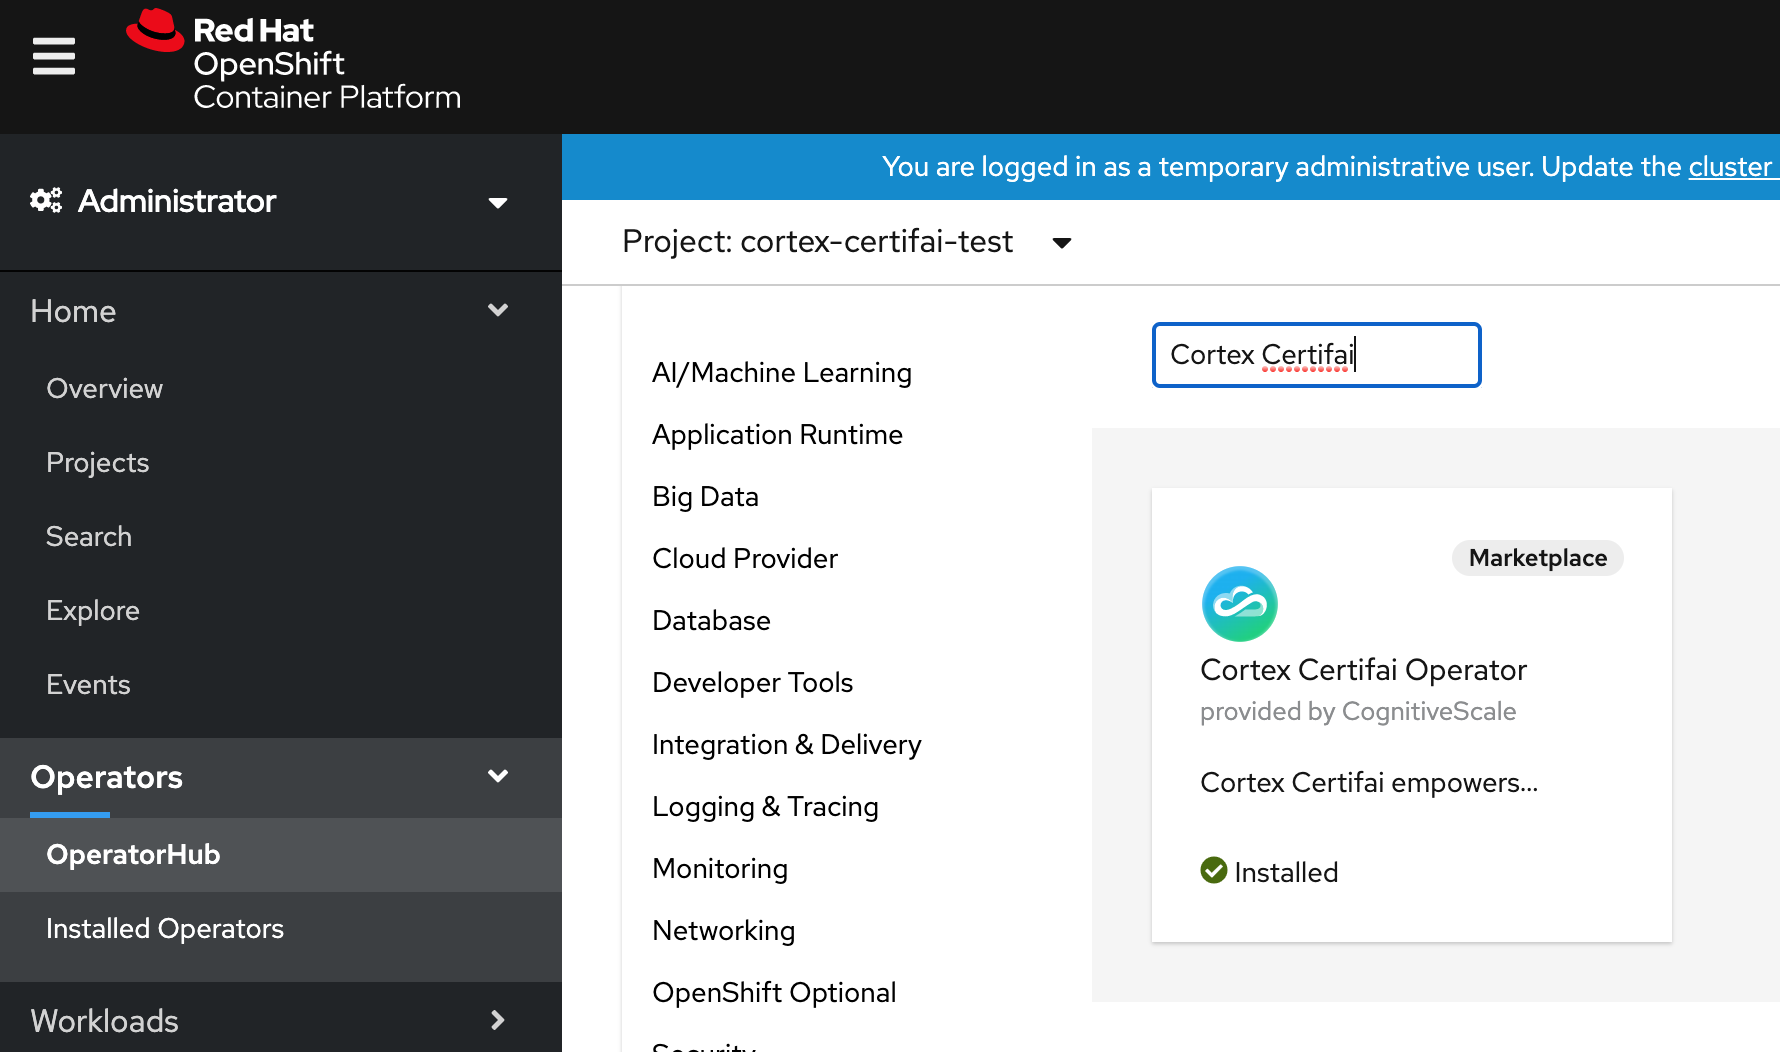 Red Hat
OpenShift
Container Platform
You are logged in as a temporary administrative user. Update the cluster
Administrator
Project: cortex-certifai-test
Home
Overview
Projects
Search
Explore
Events
Operators
OperatorHub
Installed Operators
Workloads
AI/Machine Learning
Application Runtime
Big Data
Cloud Provider
Database
Developer Tools
Integration & Delivery
Logging & Tracing
Monitoring
Networking
OpenShift Optional
Security
Cortex Certifai
Marketplace
Cortex Certifai Operator
provided by CognitiveScale
Cortex Certifai empowers...
Installed